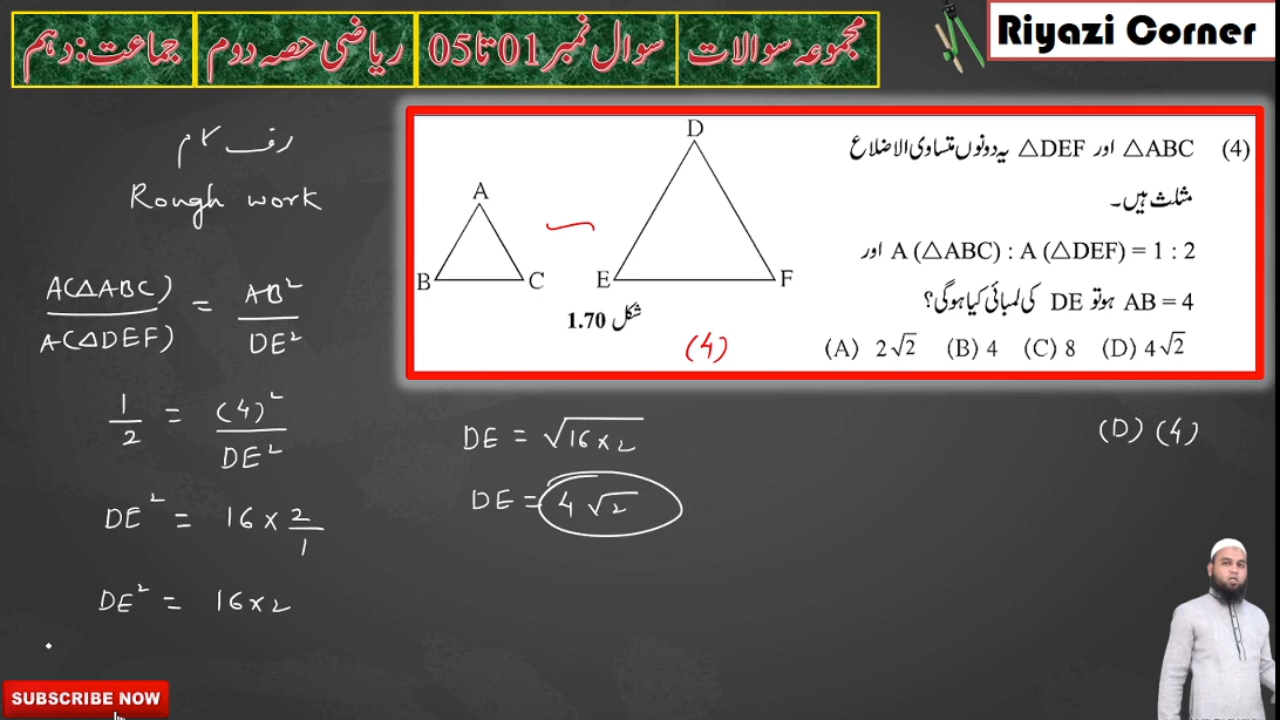 مجموعہ سوالات سوال نمبر 01 تا 05 ریاضی حصہ دوم جماعت: دہم
Riyazi Corner
رف کام
Rough work
(4) △ABC اور △DEF یہ دونوں متساوی الاضلاع
مثلث ہیں۔
A (△ABC) : A (△DEF) = 1 : 2 اور
AB = 4 ہو تو DE کی لمبائی کیا ہوگی؟
(A) 2√2 (B) 4 (C) 8 (D) 4√2
A
B
C
D
E
F
شکل 1.70
(4)
A(△ABC) / A(△DEF) = AB² / DE²
1/2 = (4)² / DE²
DE² = 16 × 2/1
DE² = 16×2
DE = √16×2
DE = 4√2
(D) (4)
SUBSCRIBE NOW